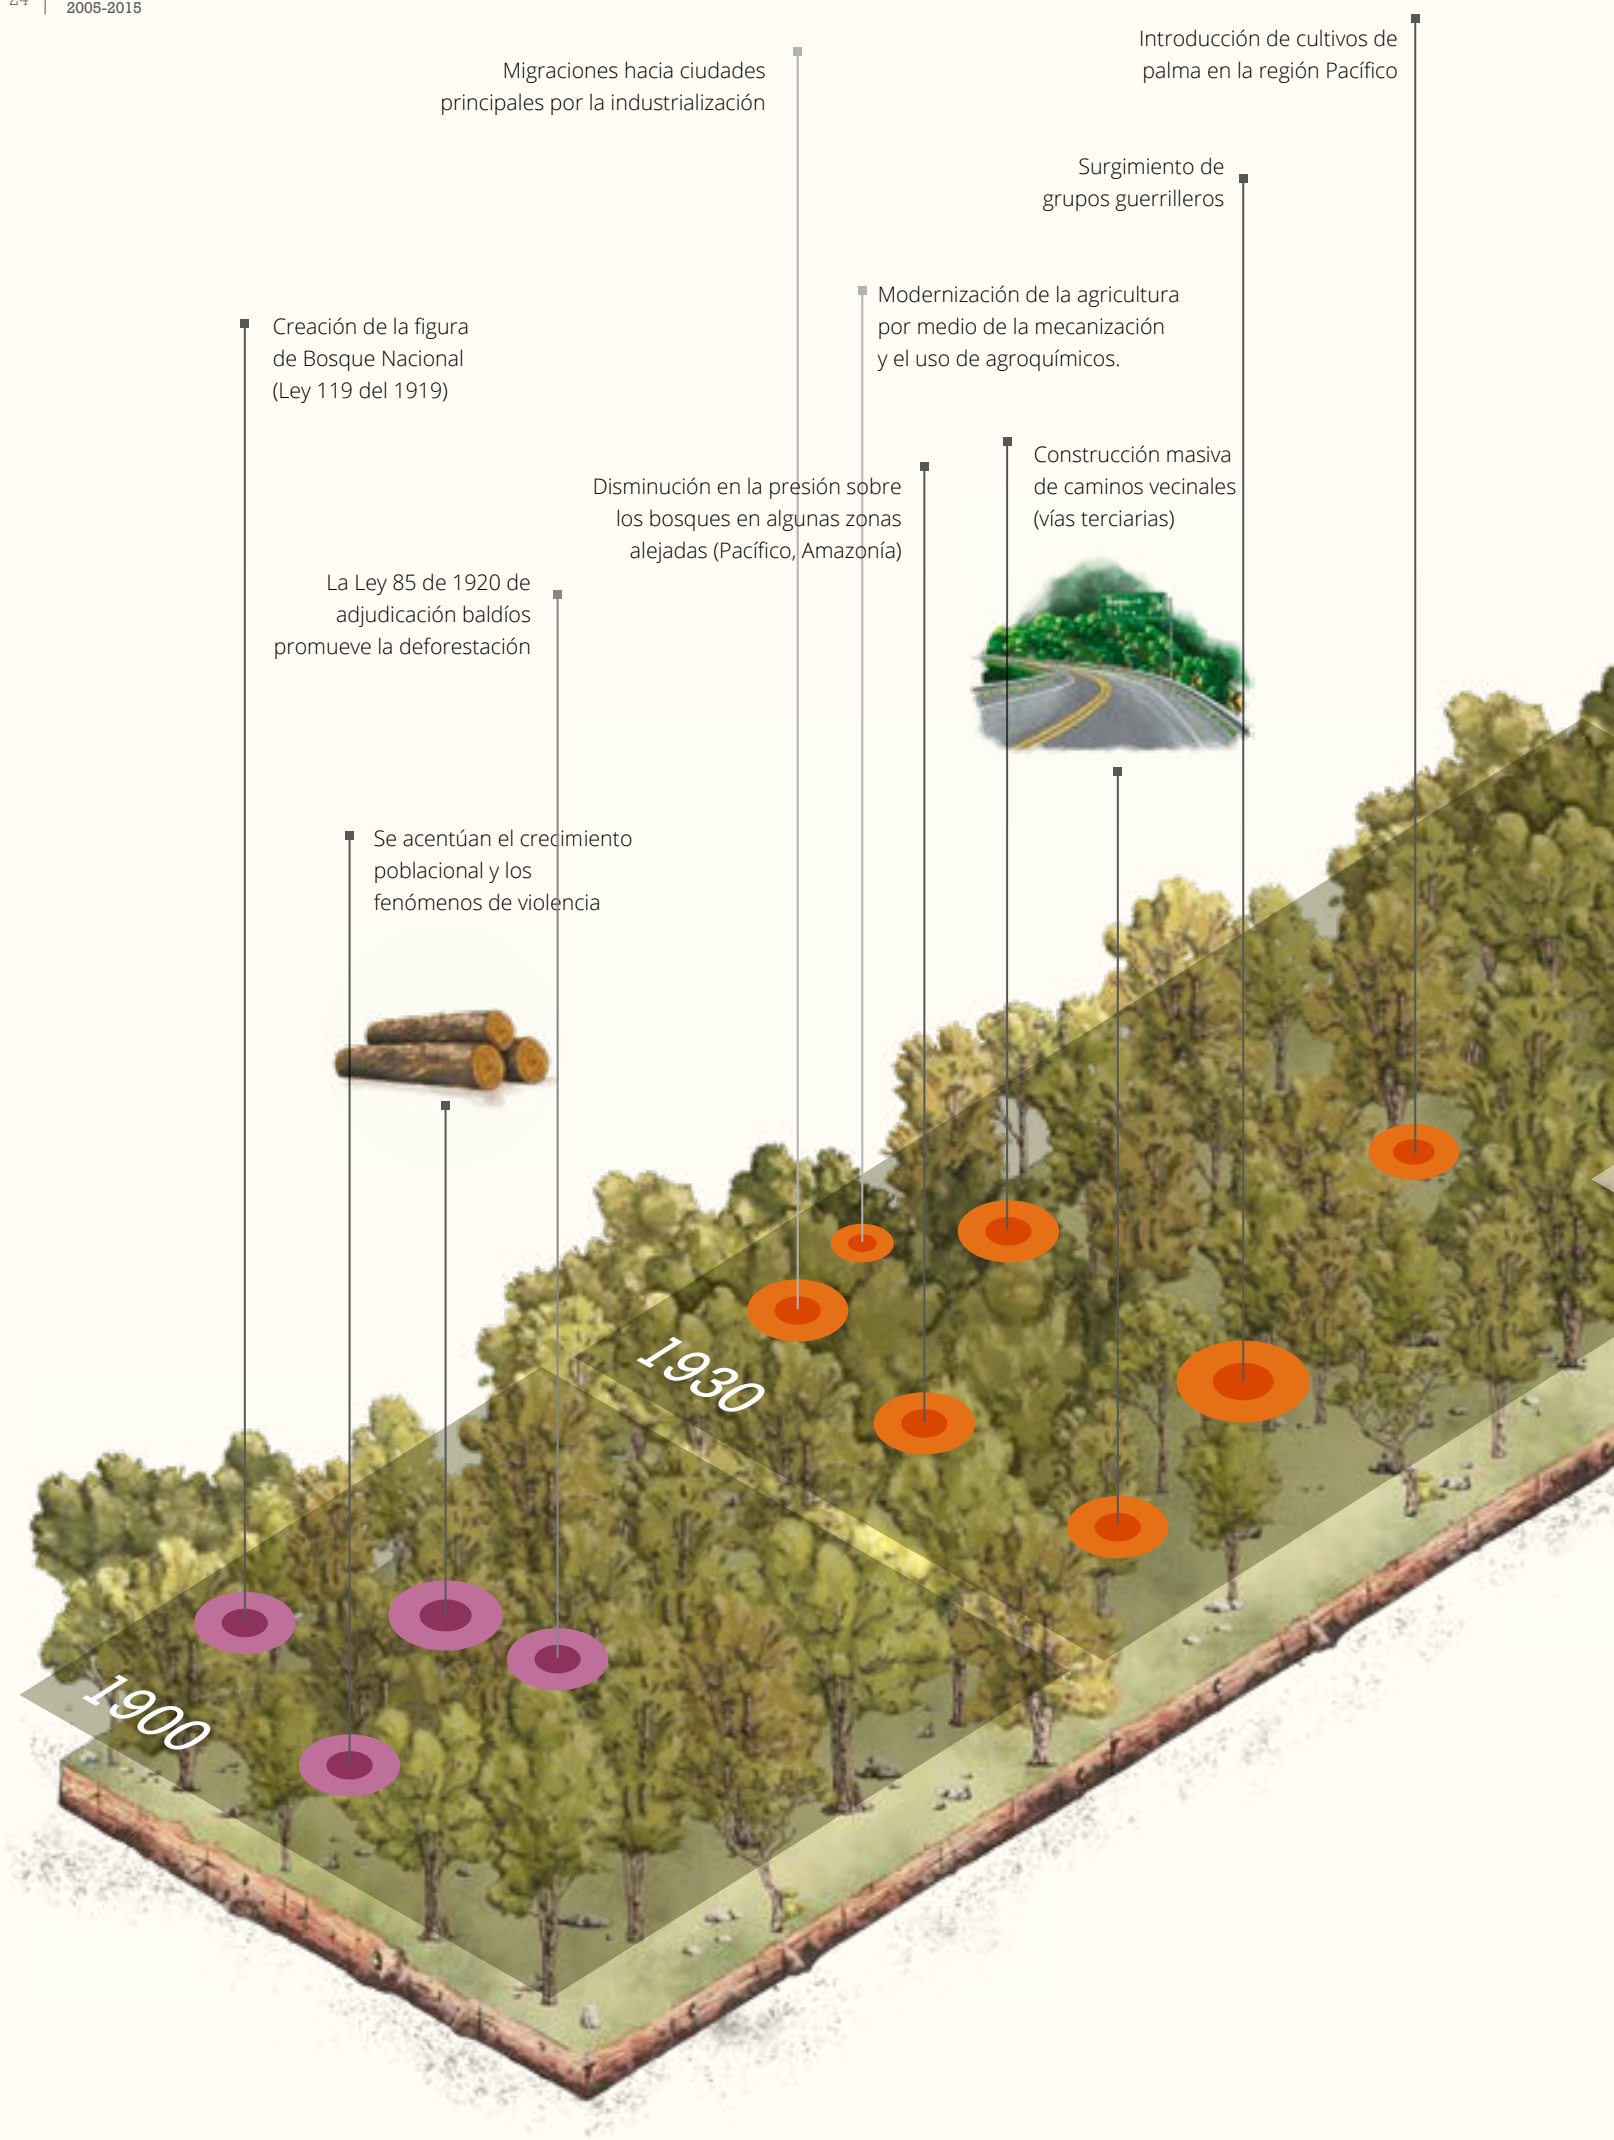 24
2005-2015
Introducción de cultivos de
palma en la región Pacífico
Migraciones hacia ciudades
principales por la industrialización
Surgimiento de
grupos guerrilleros
Modernización de la agricultura
por medio de la mecanización
y el uso de agroquímicos.
Creación de la figura
de Bosque Nacional
(Ley 119 del 1919)
Construcción masiva
de caminos vecinales
(vías terciarias)
Disminución en la presión sobre
los bosques en algunas zonas
alejadas (Pacífico, Amazonía)
La Ley 85 de 1920 de
adjudicación baldíos
promueve la deforestación
Se acentúan el crecimiento
poblacional y los
fenómenos de violencia
1930
1900